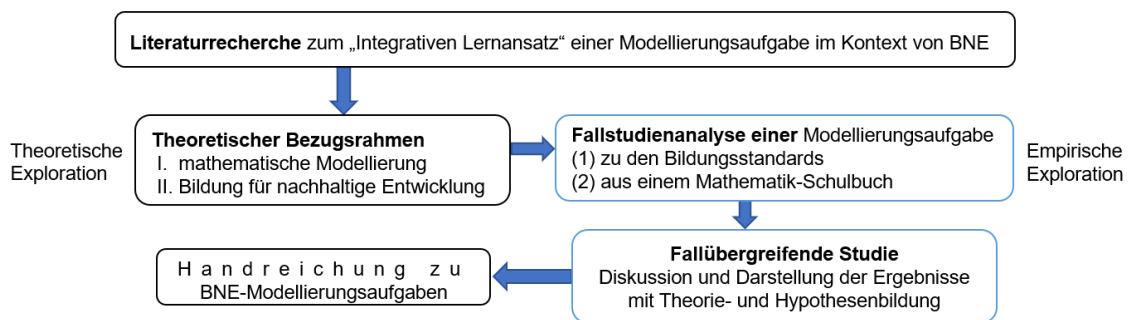 Literaturrecherche zum „Integrativen Lernansatz“ einer Modellierungsaufgabe im Kontext von BNE
Theoretische
Exploration
Theoretischer Bezugsrahmen
I. mathematische Modellierung
II. Bildung für nachhaltige Entwicklung
Fallstudienanalyse einer Modellierungsaufgabe
(1) zu den Bildungsstandards
(2) aus einem Mathematik-Schulbuch
Empirische
Exploration
Fallübergreifende Studie
Diskussion und Darstellung der Ergebnisse
mit Theorie- und Hypothesenbildung
Handreichung zu
BNE-Modellierungsaufgaben